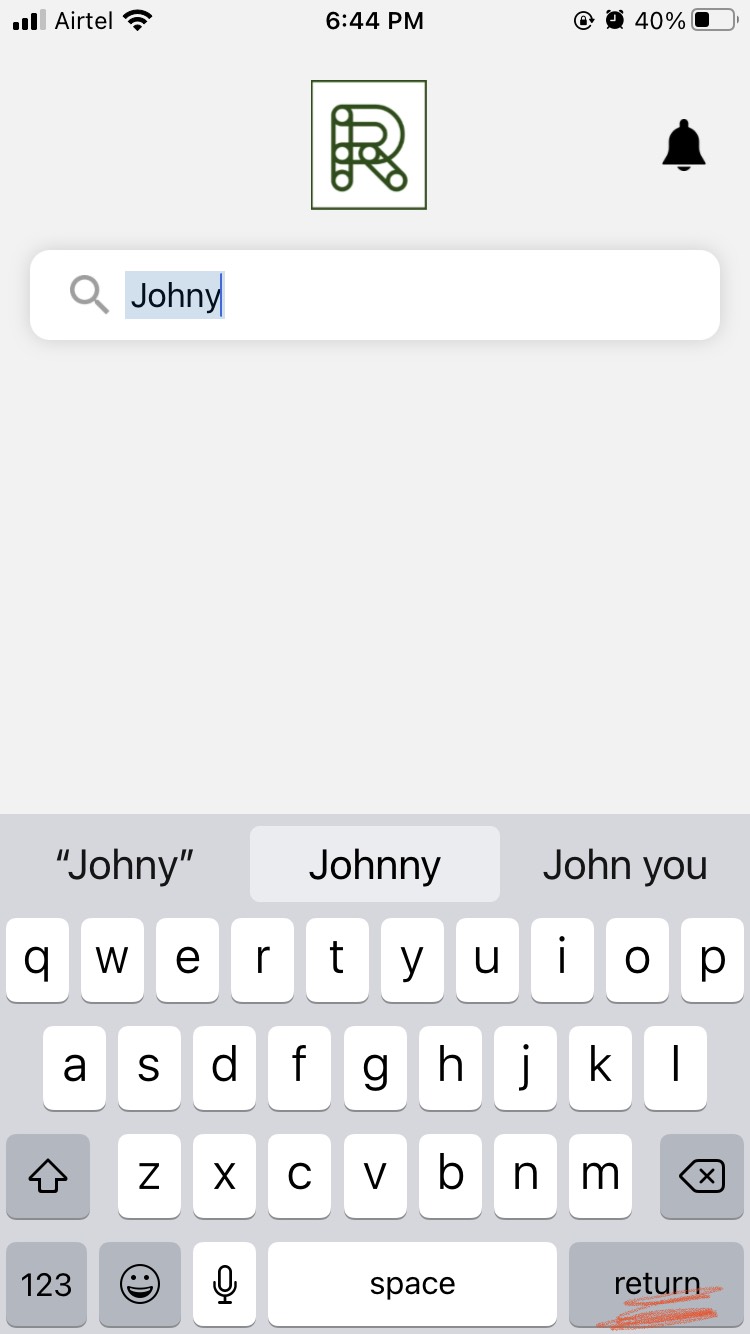 Airtel 6:44 PM 40%
R
Johny
“Johny” Johnny John you
q w e r t y u i o p
a s d f g h j k l
z x c v b n m
123 space return